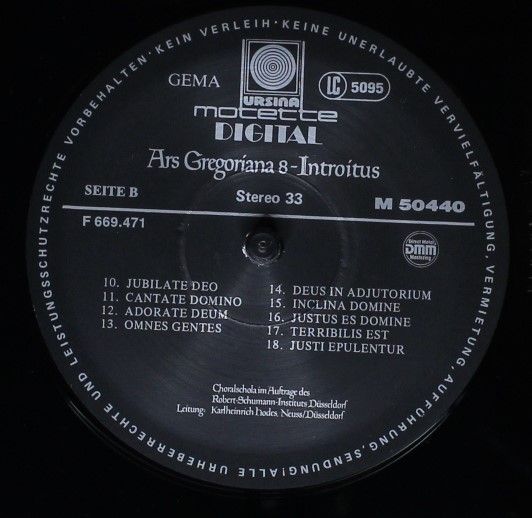 ALLE URHEBERRECHTE UND LEISTUNGSSCHUTZRECHTE VORBEHALTEN · KEIN VERLEIH · KEINE UNERLAUBTE VERVIELFÄLTIGUNG, VERMIETUNG, AUFFÜHRUNG, SENDUNG!
GEMA
URSINA
LC 5095
motette
DIGITAL
Ars Gregoriana 8-Introitus
SEITE B
Stereo 33
M 50440
F 669.471
Direct Metal
DMM
Mastering
10. JUBILATE DEO
11. CANTATE DOMINO
12. ADORATE DEUM
13. OMNES GENTES
14. DEUS IN ADJUTORIUM
15. INCLINA DOMINE
16. JUSTUS ES DOMINE
17. TERRIBILIS EST
18. JUSTI EPULENTUR
Choralschola im Auftrage des
Robert-Schumann-Instituts Düsseldorf
Leitung: Karlheinrich Hodes, Neuss/Düsseldorf